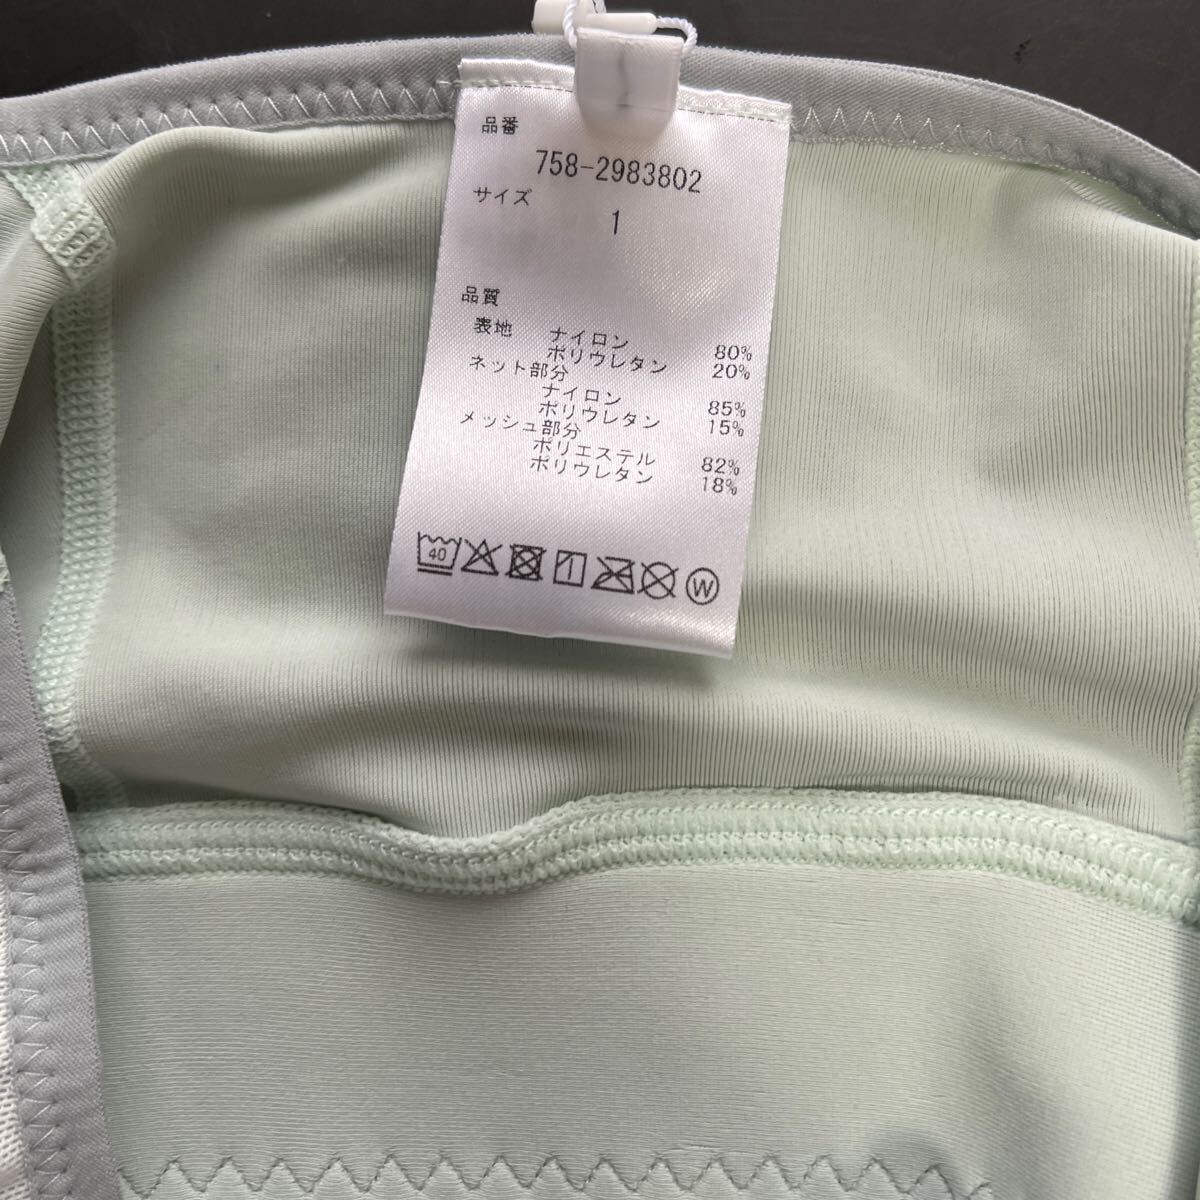 品番
758-2983802
サイズ
1
品質
表地 ナイロン 80%
ポリウレタン 20%
ネット部分
ナイロン 85%
ポリウレタン 15%
メッシュ部分
ポリエステル 82%
ポリウレタン 18%
40 W